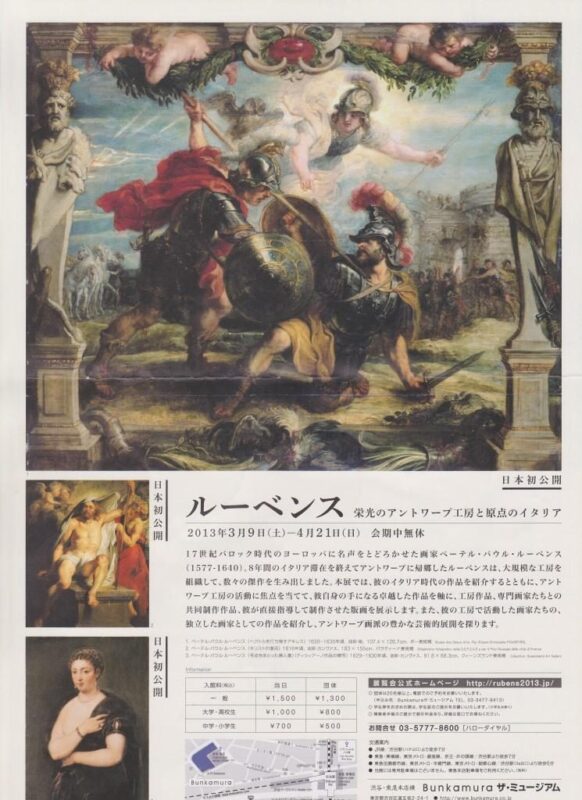 日本初公開
ルーベンス 栄光のアントワープ工房と原点のイタリア
2013年3月9日(土)—4月21日(日) 会期中無休
日本初公開
17世紀バロック時代のヨーロッパに名声をとどろかせた画家ペーテル・パウル・ルーベンス
(1577-1640)。8年間のイタリア滞在を終えてアントワープに帰郷したルーベンスは、大規模な工房を
組織して、数々の傑作を生み出しました。本展では、彼のイタリア時代の作品を紹介するとともに、アント
ワープ工房の活動に焦点を当てて、彼自身の手になる卓越した作品を軸に、工房作品、専門画家たちとの
共同制作作品、彼が直接指導して制作させた版画を展示します。また、彼の工房で活動した画家たちの、
独立した画家としての作品を紹介し、アントワープ画派の豊かな芸術的展開を探ります。
日本初公開
Information
入館料(税込) 当日 団体
一般 ¥1,500 ¥1,300
大学・高校生 ¥1,000 ¥800
中学・小学生 ¥700 ¥500
展覧会公式ホームページ http://rubens2013.jp/
お問合せ 03-5777-8600 [ハローダイヤル]
交通案内
Bunkamura
渋谷・東急本店横 Bunkamura ザ・ミュージアム